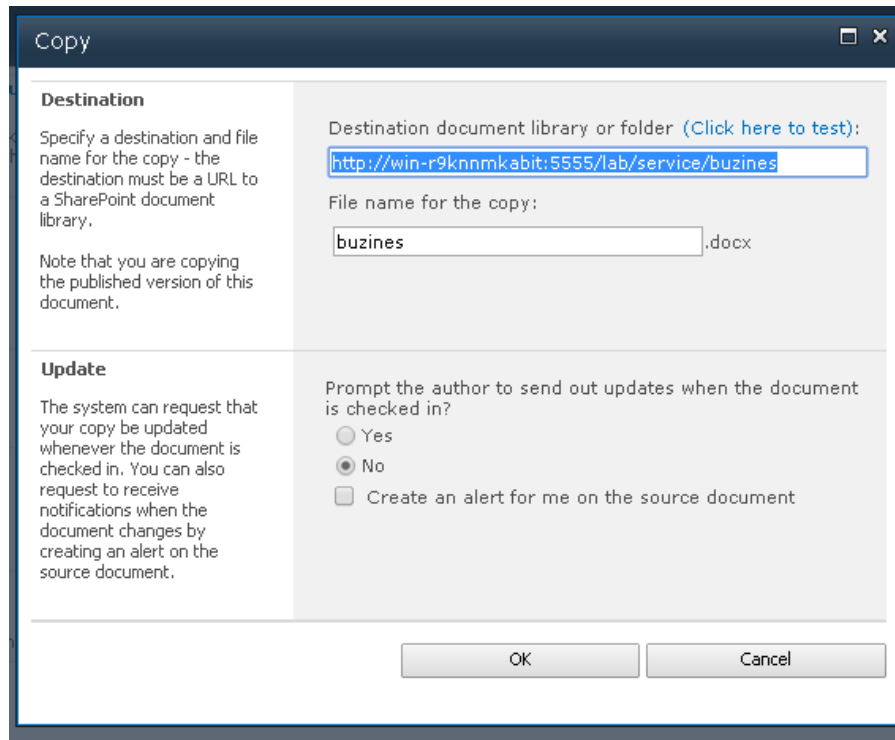 Copy
Destination
Specify a destination and file
name for the copy - the
destination must be a URL to
a SharePoint document
library.
Note that you are copying
the published version of this
document.
Destination document library or folder (Click here to test):
http://win-r9knnmkabit:5555/lab/service/buzines
File name for the copy:
buzines .docx
Update
The system can request that
your copy be updated
whenever the document is
checked in. You can also
request to receive
notifications when the
document changes by
creating an alert on the
source document.
Prompt the author to send out updates when the document
is checked in?
Yes
No
Create an alert for me on the source document
OK Cancel